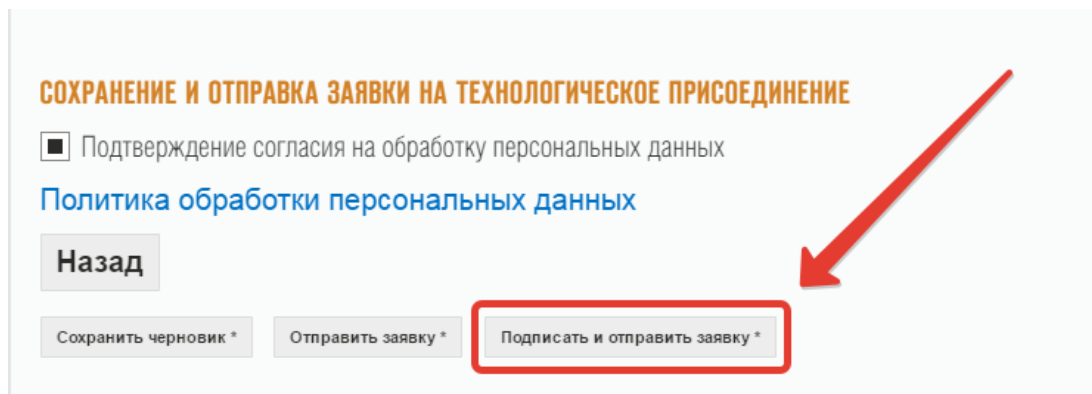 СОХРАНЕНИЕ И ОТПРАВКА ЗАЯВКИ НА ТЕХНОЛОГИЧЕСКОЕ ПРИСОЕДИНЕНИЕ
Подтверждение согласия на обработку персональных данных
Политика обработки персональных данных
Назад
Сохранить черновик * Отправить заявку * Подписать и отправить заявку *